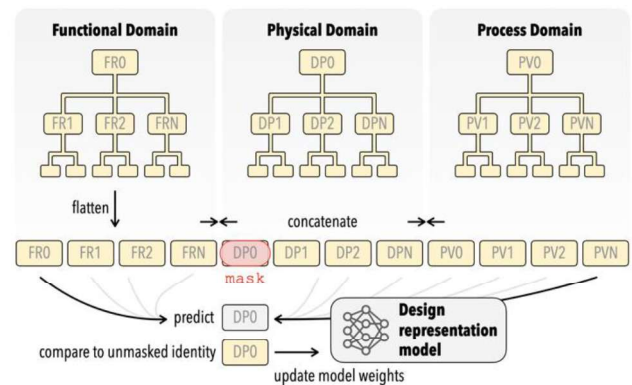 Functional Domain Physical Domain Process Domain
FR0 DP0 PV0
FR1 FR2 FRN DP1 DP2 DPN PV1 PV2 PVN
flatten
concatenate
FR0 FR1 FR2 FRN DP0 DP1 DP2 DPN PV0 PV1 PV2 PVN
mask
predict DP0
compare to unmasked identity DP0
Design
representation
model
update model weights